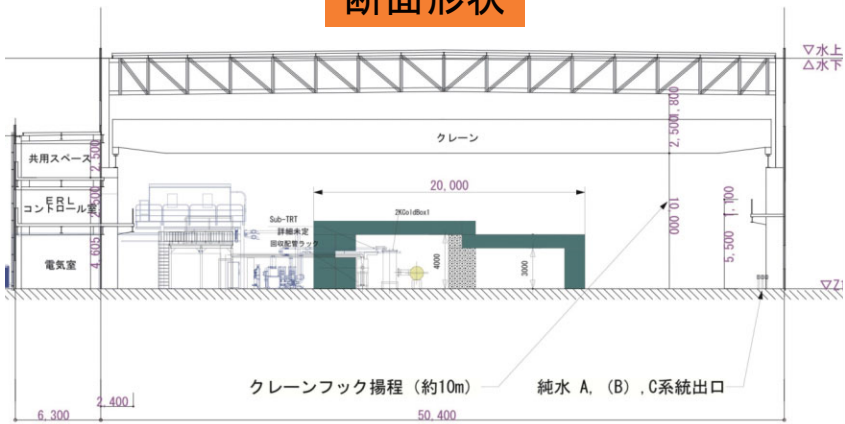 断面形状
▽水上
△水下
1,800
2,500
クレーン
共用スペース
2,500
20,000
ERL
コントロール室
2,500
Sub-TRT
詳細未定
回収配管ラック
2KColdBox1
10,000
1,100
5,500
電気室
4,605
4000
3000
クレーンフック揚程（約10m）
純水 A, (B) ,C系統出口
2,400
6,300
50,400